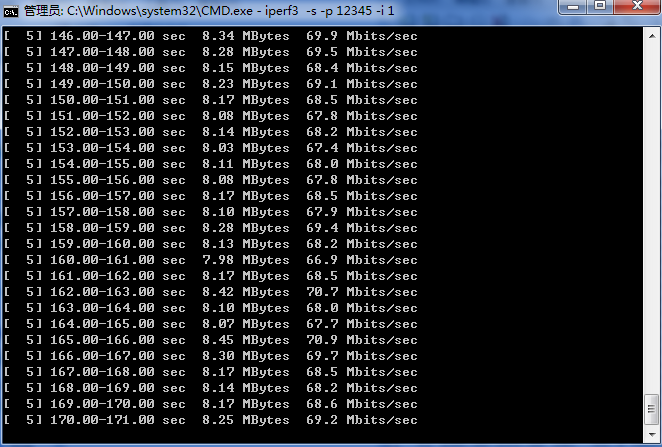 管理员: C:\Windows\system32\CMD.exe - iperf3  -s -p 12345 -i 1
[  5] 146.00-147.00 sec  8.34 MBytes  69.9 Mbits/sec
[  5] 147.00-148.00 sec  8.28 MBytes  69.5 Mbits/sec
[  5] 148.00-149.00 sec  8.15 MBytes  68.4 Mbits/sec
[  5] 149.00-150.00 sec  8.23 MBytes  69.1 Mbits/sec
[  5] 150.00-151.00 sec  8.17 MBytes  68.5 Mbits/sec
[  5] 151.00-152.00 sec  8.08 MBytes  67.8 Mbits/sec
[  5] 152.00-153.00 sec  8.14 MBytes  68.2 Mbits/sec
[  5] 153.00-154.00 sec  8.03 MBytes  67.4 Mbits/sec
[  5] 154.00-155.00 sec  8.11 MBytes  68.0 Mbits/sec
[  5] 155.00-156.00 sec  8.08 MBytes  67.8 Mbits/sec
[  5] 156.00-157.00 sec  8.17 MBytes  68.5 Mbits/sec
[  5] 157.00-158.00 sec  8.10 MBytes  67.9 Mbits/sec
[  5] 158.00-159.00 sec  8.28 MBytes  69.4 Mbits/sec
[  5] 159.00-160.00 sec  8.13 MBytes  68.2 Mbits/sec
[  5] 160.00-161.00 sec  7.98 MBytes  66.9 Mbits/sec
[  5] 161.00-162.00 sec  8.17 MBytes  68.5 Mbits/sec
[  5] 162.00-163.00 sec  8.42 MBytes  70.7 Mbits/sec
[  5] 163.00-164.00 sec  8.10 MBytes  68.0 Mbits/sec
[  5] 164.00-165.00 sec  8.07 MBytes  67.7 Mbits/sec
[  5] 165.00-166.00 sec  8.45 MBytes  70.9 Mbits/sec
[  5] 166.00-167.00 sec  8.30 MBytes  69.7 Mbits/sec
[  5] 167.00-168.00 sec  8.17 MBytes  68.5 Mbits/sec
[  5] 168.00-169.00 sec  8.14 MBytes  68.2 Mbits/sec
[  5] 169.00-170.00 sec  8.17 MBytes  68.6 Mbits/sec
[  5] 170.00-171.00 sec  8.25 MBytes  69.2 Mbits/sec